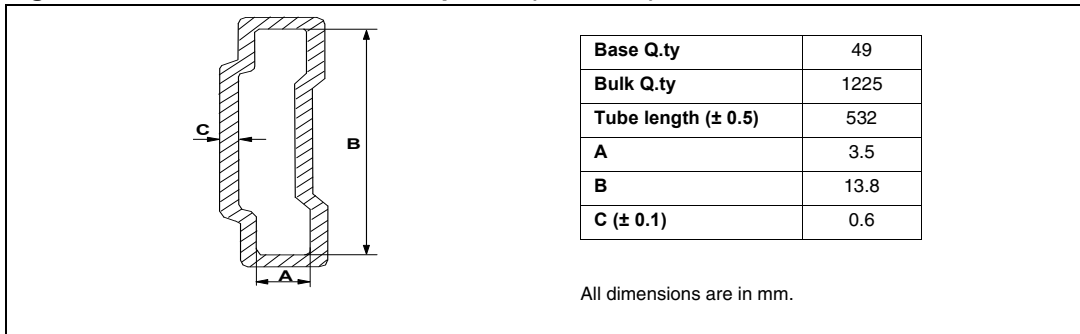 C
B
A
Base Q.ty 49
Bulk Q.ty 1225
Tube length (± 0.5) 532
A 3.5
B 13.8
C (± 0.1) 0.6
All dimensions are in mm.